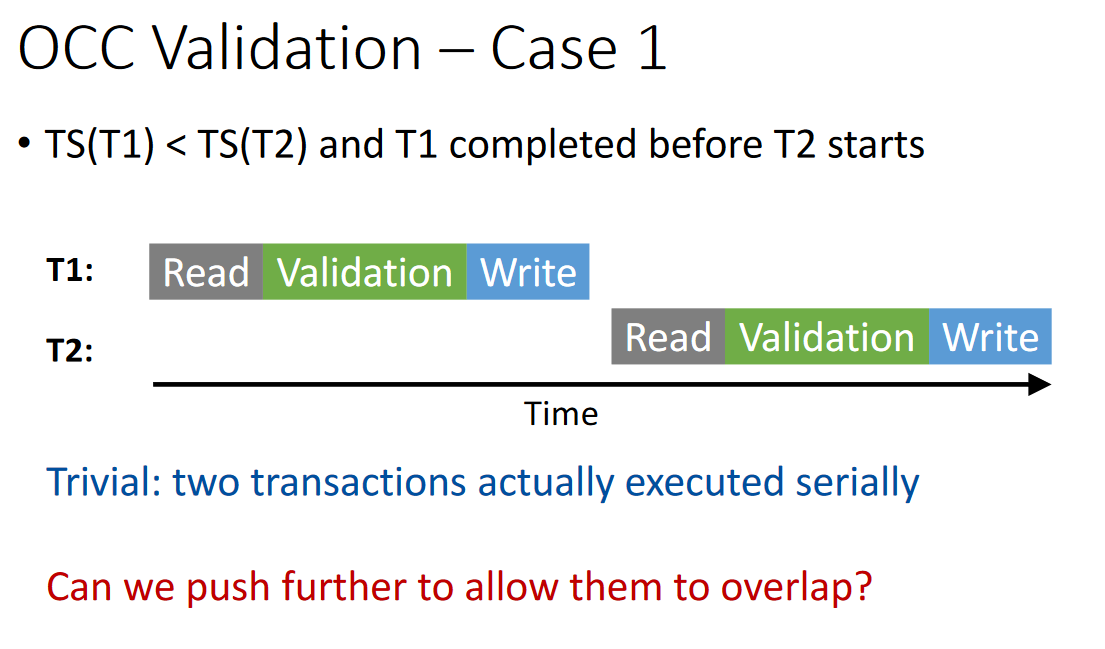 OCC Validation – Case 1
• TS(T1) < TS(T2) and T1 completed before T2 starts
T1: Read Validation Write
T2: Read Validation Write
Time
Trivial: two transactions actually executed serially
Can we push further to allow them to overlap?